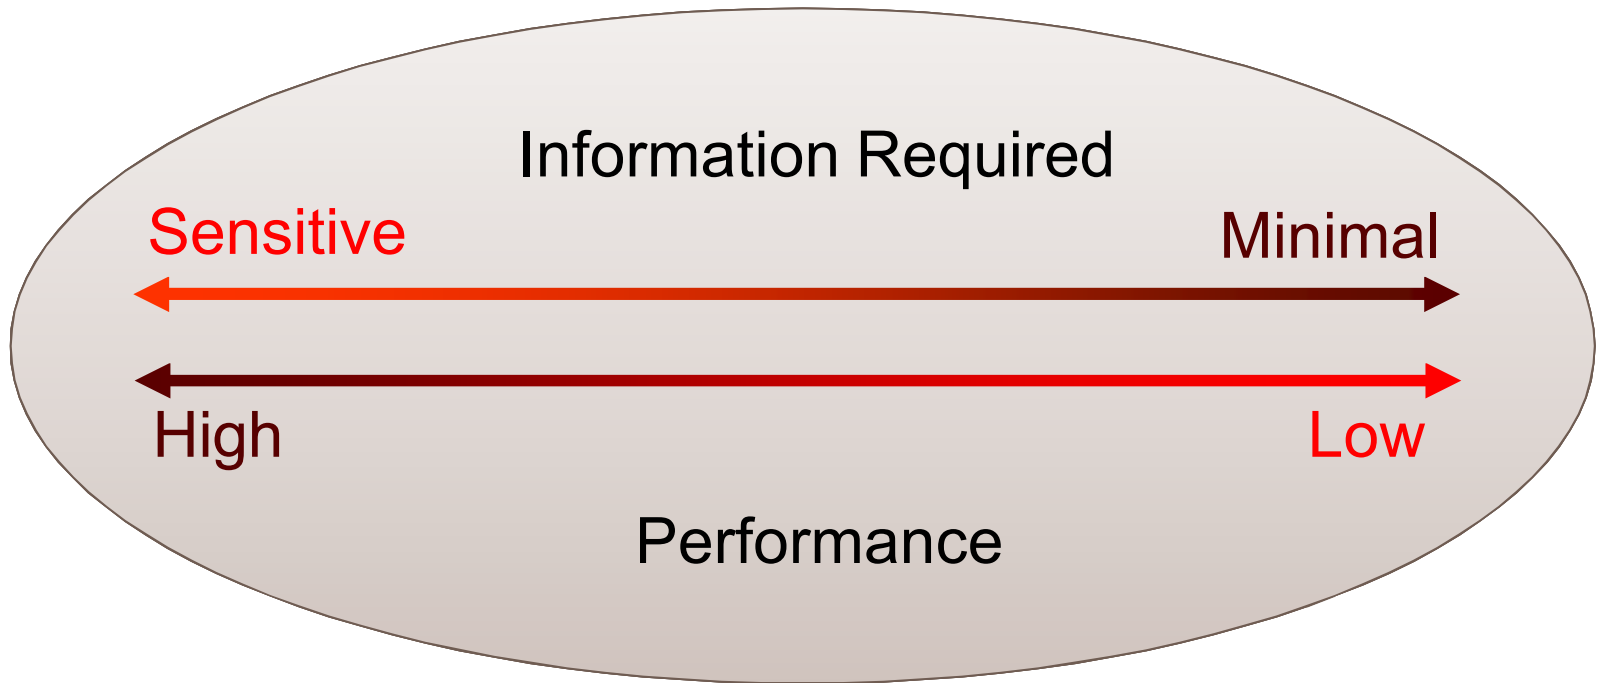 Information Required
Sensitive
Minimal
High
Low
Performance